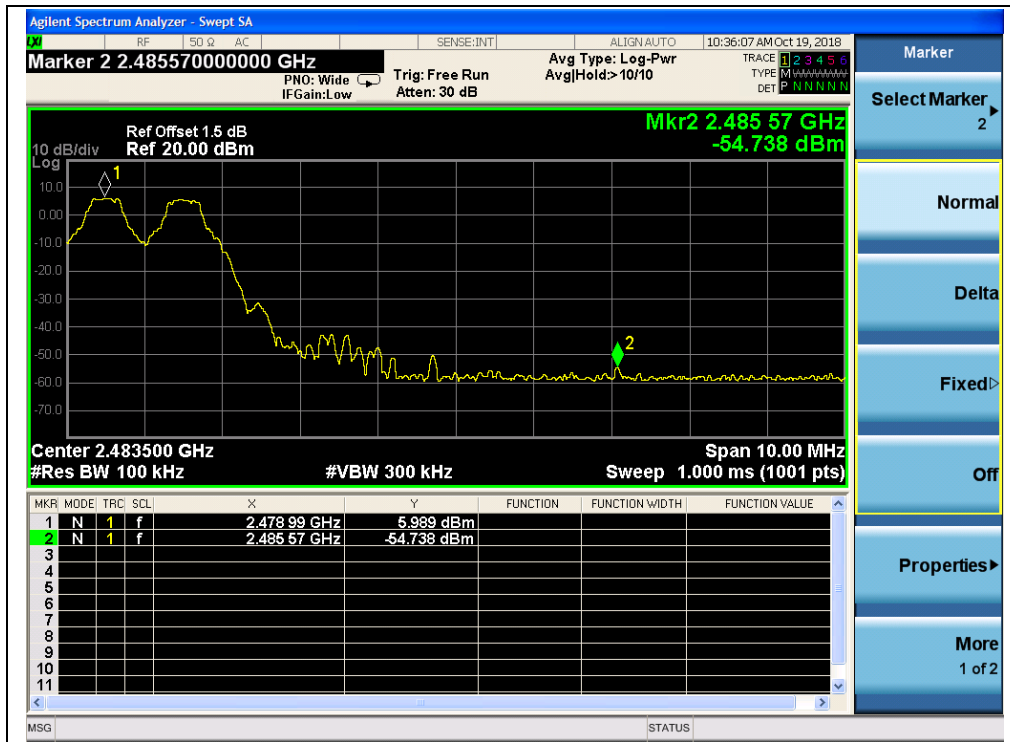 Agilent Spectrum Analyzer - Swept SA
LXI RF 50 Ω AC SENSE:INT ALIGN AUTO 10:36:07 AM Oct 19, 2018
Marker 2 2.485570000000 GHz
PNO: Wide
IFGain:Low
Trig: Free Run
Atten: 30 dB
Avg Type: Log-Pwr
Avg|Hold:>10/10
TRACE 1 2 3 4 5 6
TYPE M W W W W W
DET P N N N N N
Mkr2 2.485 57 GHz
-54.738 dBm
Ref Offset 1.5 dB
10 dB/div Ref 20.00 dBm
Log
1
10.0
0.00
-10.0
-20.0
-30.0
-40.0
2
-50.0
-60.0
-70.0
Center 2.483500 GHz Span 10.00 MHz
#Res BW 100 kHz #VBW 300 kHz Sweep 1.000 ms (1001 pts)
MKR MODE TRC SCL X Y FUNCTION FUNCTION WIDTH FUNCTION VALUE
1 N 1 f 2.478 99 GHz 5.989 dBm
2 N 1 f 2.485 57 GHz -54.738 dBm
3
4
5
6
7
8
9
10
11
MSG STATUS
Marker
Select Marker
2
Normal
Delta
Fixed
Off
Properties
More
1 of 2